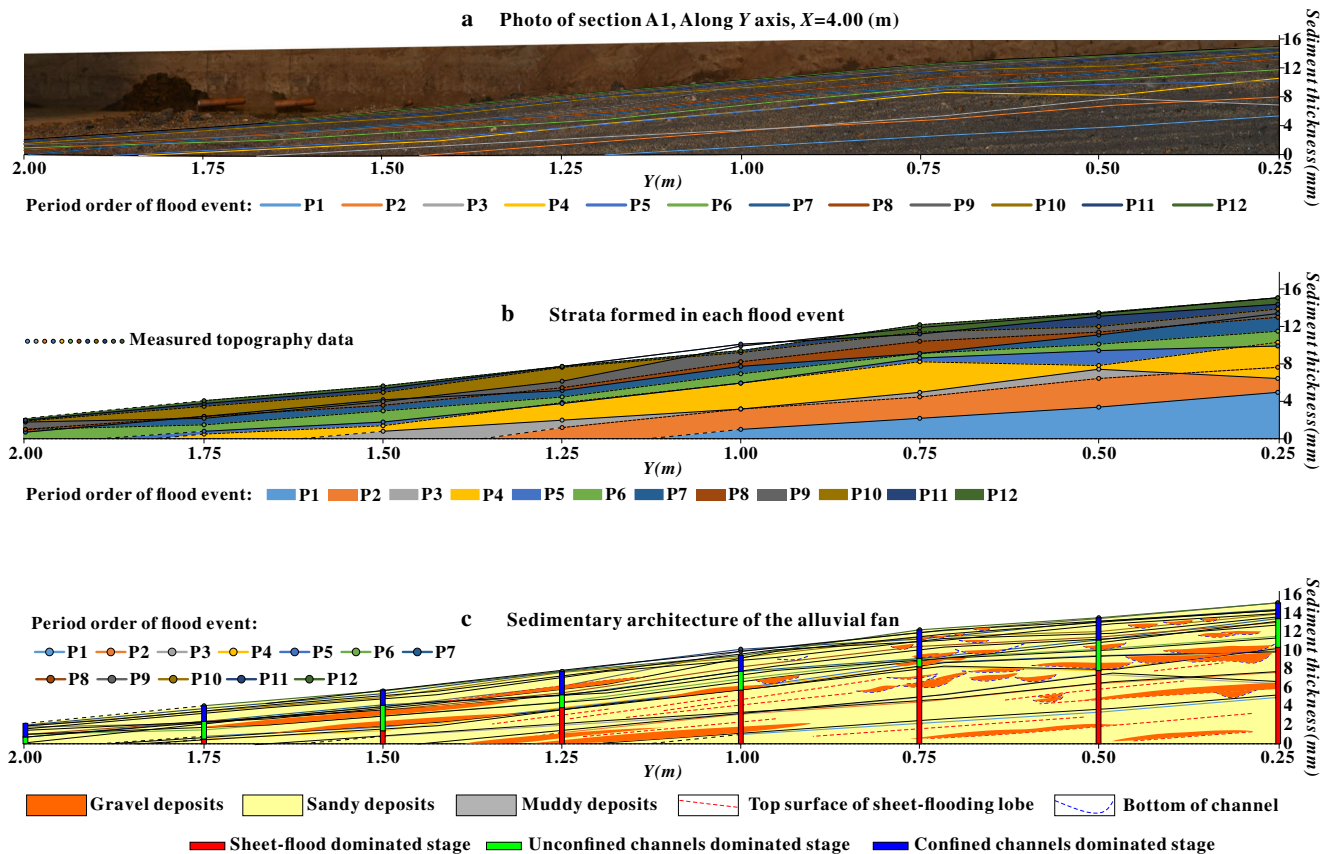 a Photo of section A1, Along Y axis, X=4.00 (m)
16
12
8
4
0
Sediment thickness(mm)
2.00 1.75 1.50 1.25 1.00 0.75 0.50 0.25
Y(m)
Period order of flood event: P1 P2 P3 P4 P5 P6 P7 P8 P9 P10 P11 P12
b Strata formed in each flood event
Measured topography data
16
12
8
4
0
Sediment thickness(mm)
2.00 1.75 1.50 1.25 1.00 0.75 0.50 0.25
Y(m)
Period order of flood event: P1 P2 P3 P4 P5 P6 P7 P8 P9 P10 P11 P12
c Sedimentary architecture of the alluvial fan
Period order of flood event:
P1 P2 P3 P4 P5 P6 P7
P8 P9 P10 P11 P12
16
14
12
10
8
6
4
2
0
Sediment thickness(mm)
2.00 1.75 1.50 1.25 1.00 0.75 0.50 0.25
Y(m)
Gravel deposits Sandy deposits Muddy deposits Top surface of sheet-flooding lobe Bottom of channel
Sheet-flood dominated stage Unconfined channels dominated stage Confined channels dominated stage